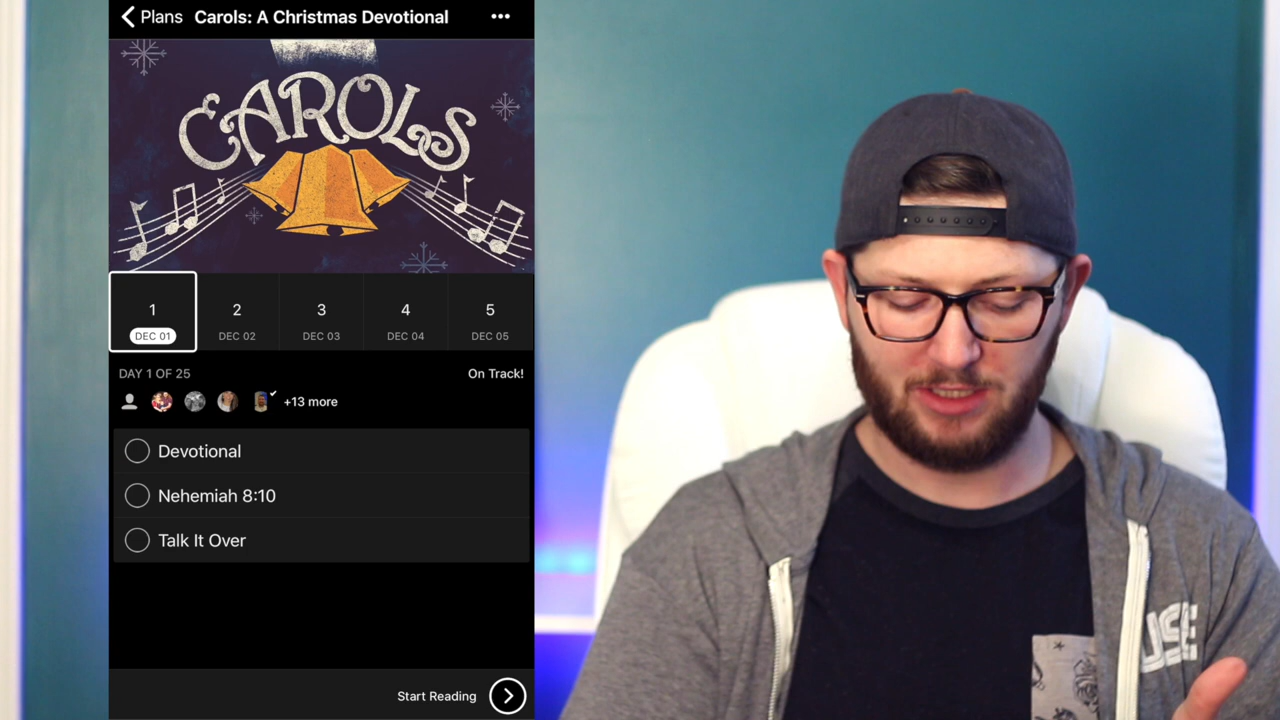 Plans Carols: A Christmas Devotional
CAROLS
1 2 3 4 5
DEC 01 DEC 02 DEC 03 DEC 04 DEC 05
DAY 1 OF 25 On Track!
+13 more
Devotional
Nehemiah 8:10
Talk It Over
Start Reading
USE